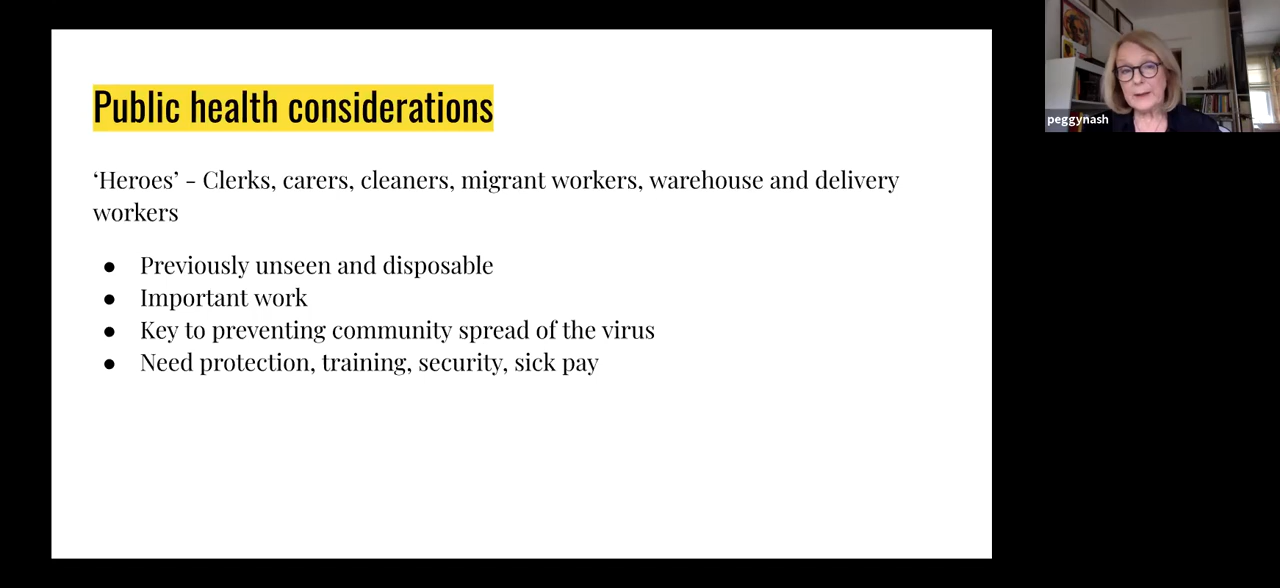 Public health considerations
‘Heroes’ - Clerks, carers, cleaners, migrant workers, warehouse and delivery
workers
● Previously unseen and disposable
● Important work
● Key to preventing community spread of the virus
● Need protection, training, security, sick pay
peggynash